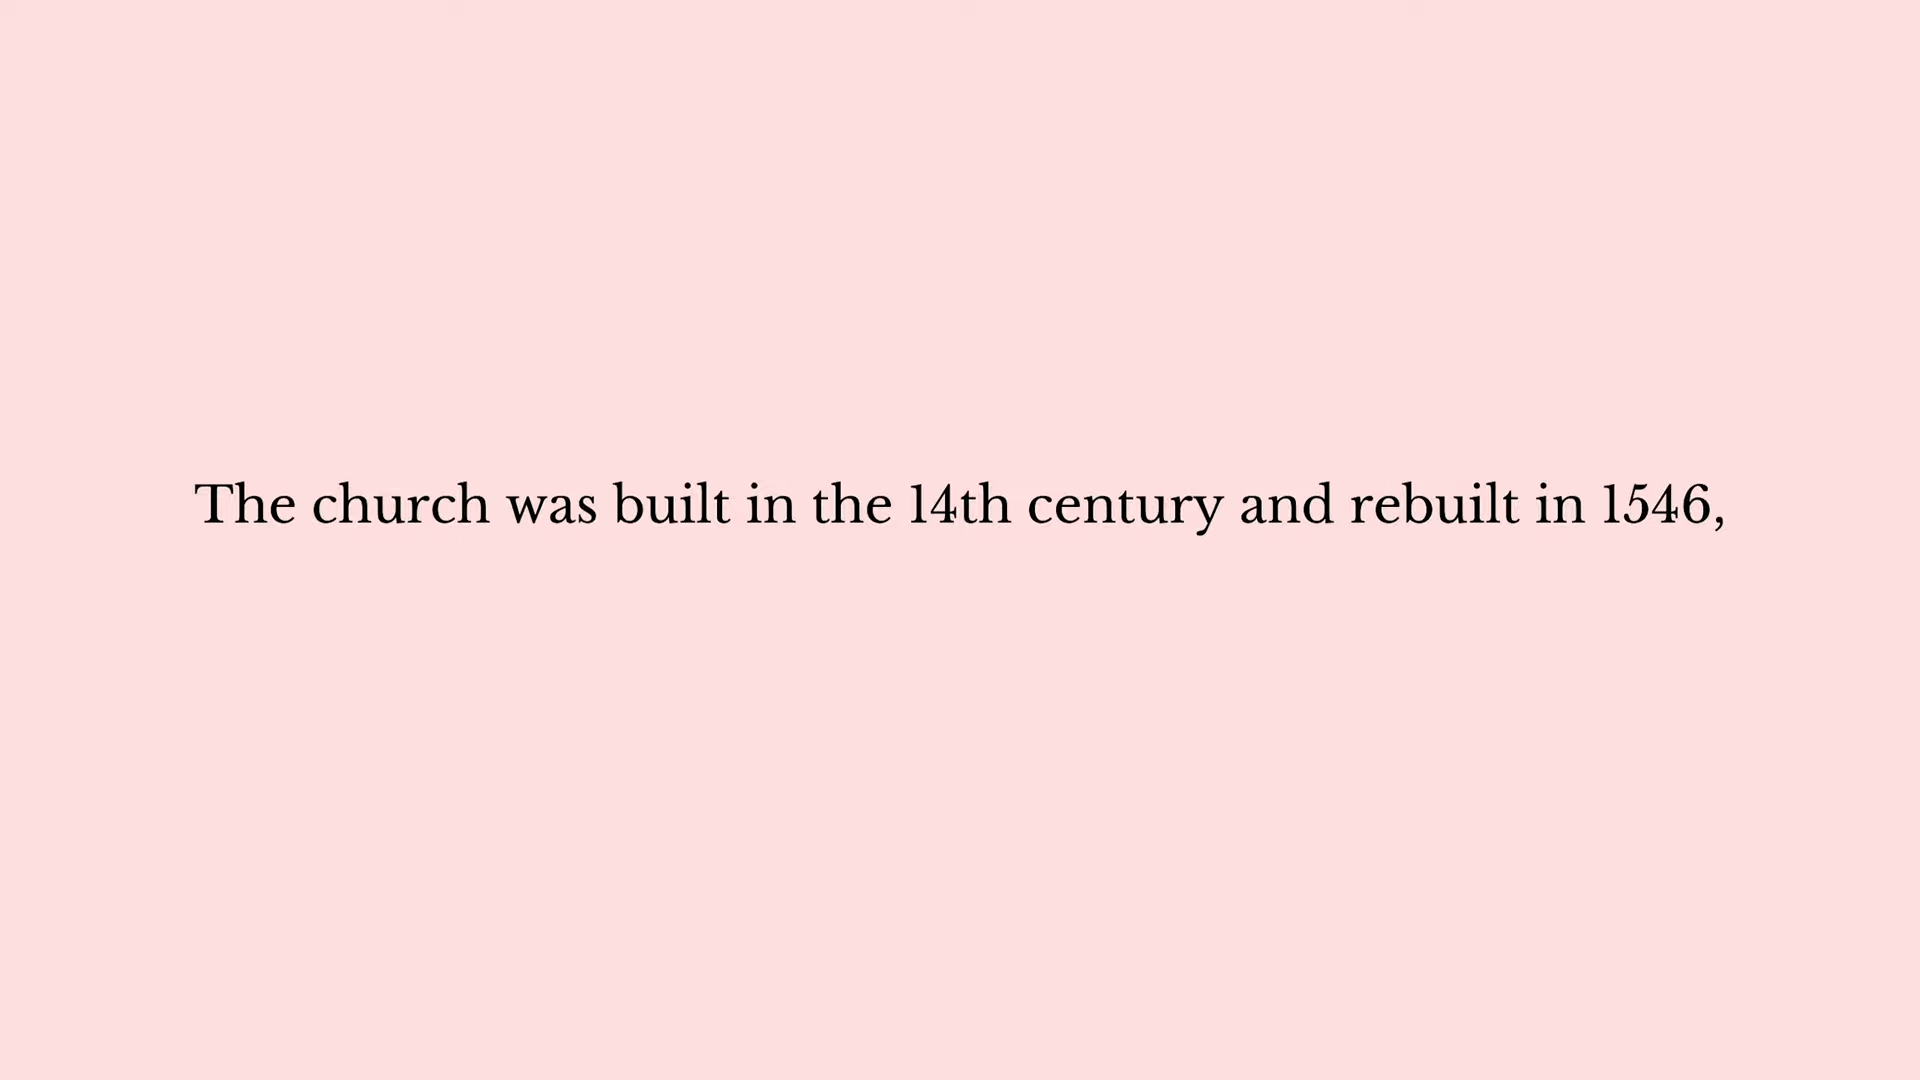 The church was built in the 14th century and rebuilt in 1546,